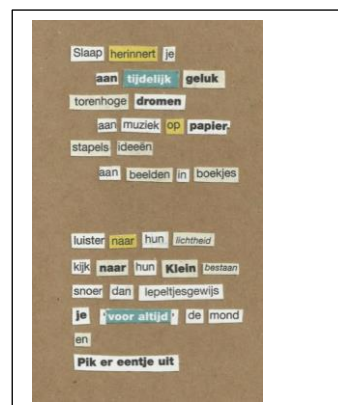 Slaap herinnert je
aan tijdelijk geluk
torenhoge dromen
aan muziek op papier.
stapels ideeën
aan beelden in boekjes
luister naar hun lichtheid
kijk naar hun Klein bestaan
snoer dan lepeltjesgewijs
je 'voor altijd' de mond
en
Pik er eentje uit